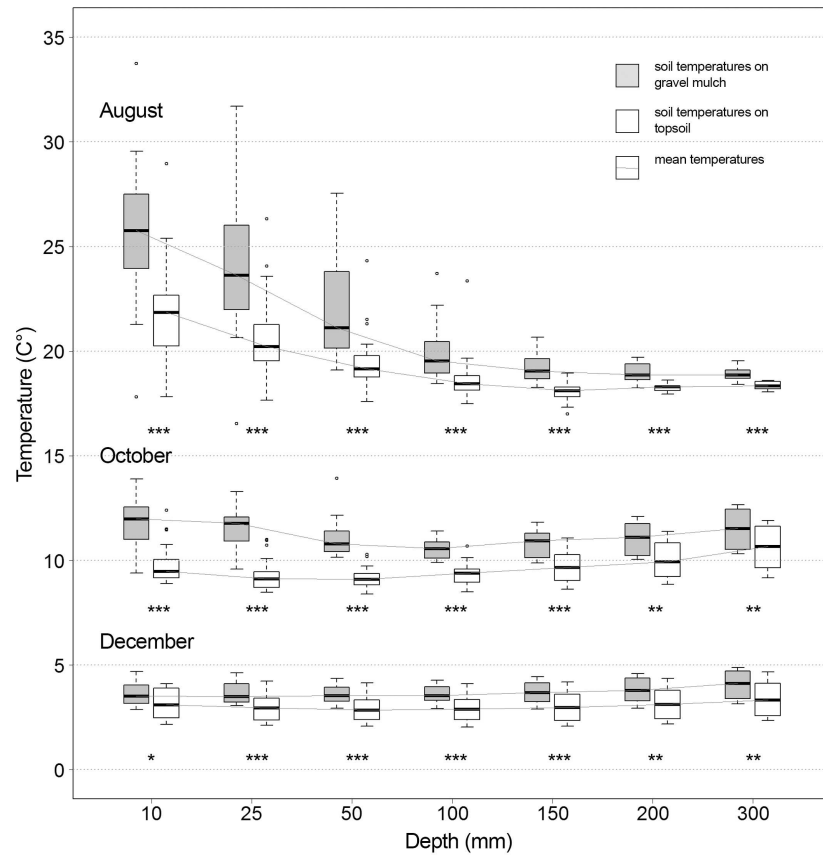 35
soil temperatures on
gravel mulch
August
soil temperatures on
topsoil
30
mean temperatures
25
20
Temperature (C°)
*** *** *** *** *** *** ***
15
October
10
*** *** *** *** *** ** **
December
5
0
* *** *** *** *** ** **
10 25 50 100 150 200 300
Depth (mm)